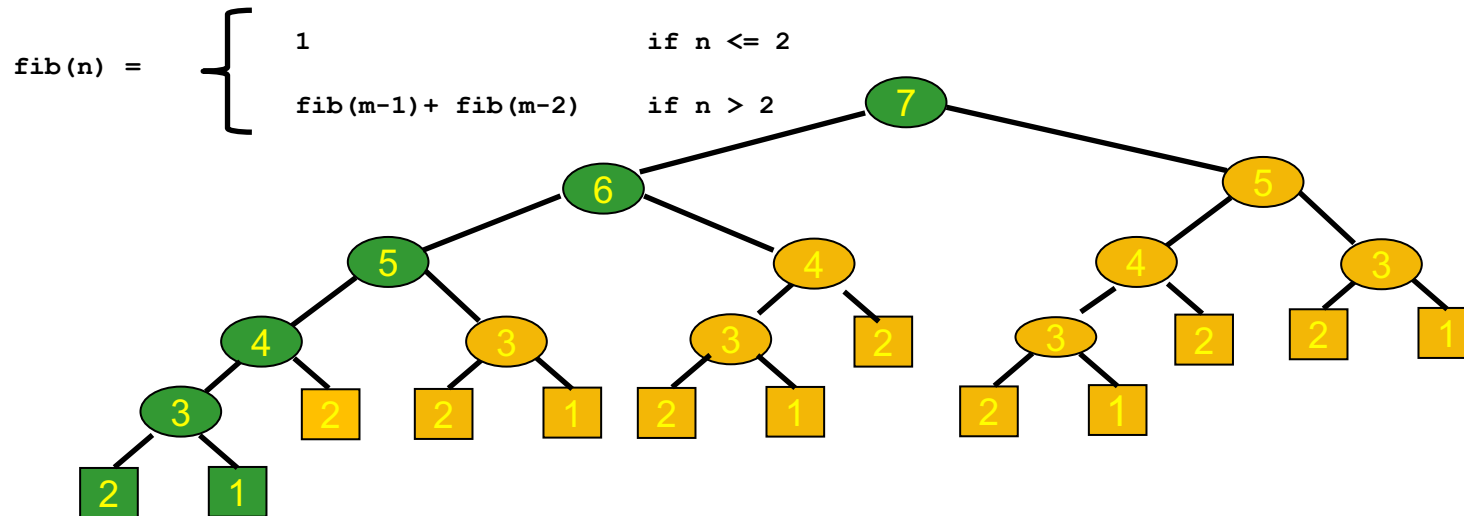 1 if n <= 2
fib(n) =
fib(m-1)+ fib(m-2) if n > 2
7
6 5
5 4 4 3
4 3 3 2 3 2 2 1
3 2 2 1 2 1 2 1
2 1